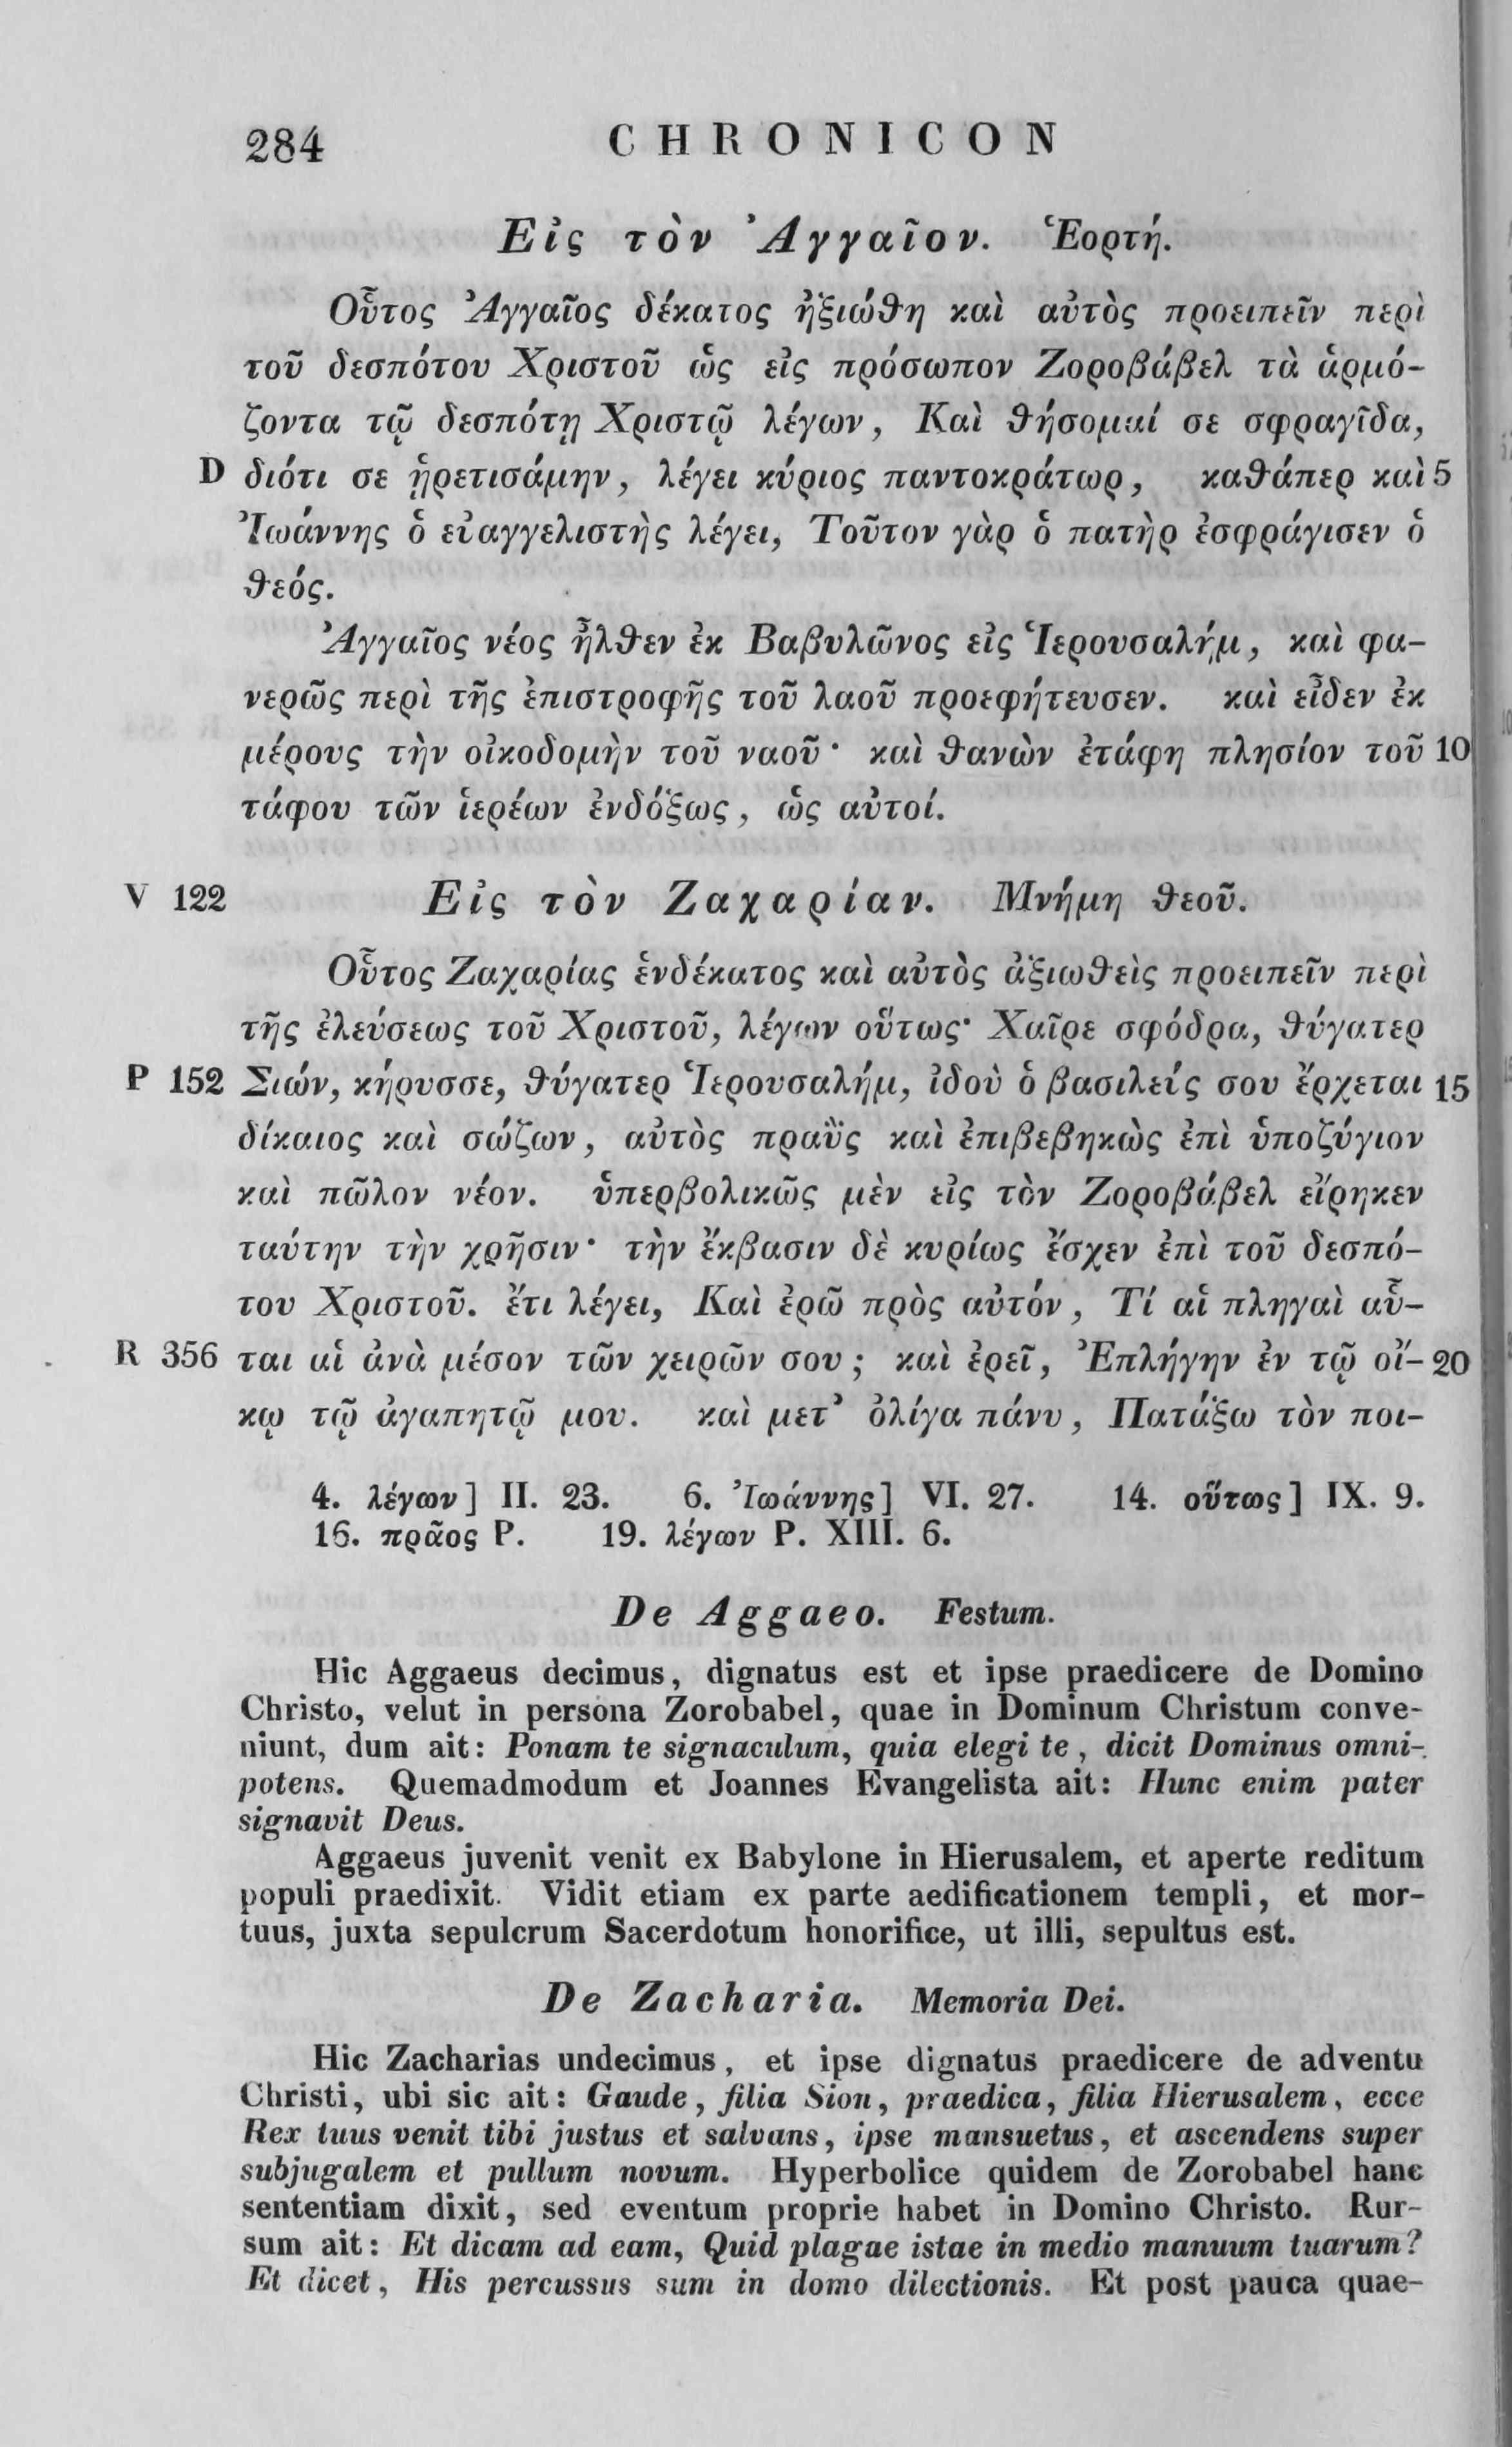 284 CHRONICON
Εἰς τὸν Ἀγγαῖον. Ἑορτή.
Οὗτος Ἀγγαῖος δέκατος ἠξιώθη καὶ αὐτὸς προειπεῖν περὶ
τοῦ δεσπότου Χριστοῦ ὡς εἰς πρόσωπον Ζοροβάβελ τὰ ἁρμό-
ζοντα τῷ δεσπότῃ Χριστῷ λέγων, Καὶ θήσομαί σε σφραγῖδα,
D διότι σε ᾑρετισάμην, λέγει κύριος παντοκράτωρ, καθάπερ καὶ 5
Ἰωάννης ὁ εὐαγγελιστὴς λέγει, Τοῦτον γὰρ ὁ πατὴρ ἐσφράγισεν ὁ
θεός.
Ἀγγαῖος νέος ἦλθεν ἐκ Βαβυλῶνος εἰς Ἱερουσαλήμ, καὶ φα-
νερῶς περὶ τῆς ἐπιστροφῆς τοῦ λαοῦ προεφήτευσεν. καὶ εἶδεν ἐκ
μέρους τὴν οἰκοδομὴν τοῦ ναοῦ· καὶ θανὼν ἐτάφη πλησίον τοῦ 10
τάφου τῶν ἱερέων ἐνδόξως, ὡς αὐτοί.
V 122 Εἰς τὸν Ζαχαρίαν. Μνήμη θεοῦ.
Οὗτος Ζαχαρίας ἑνδέκατος καὶ αὐτὸς ἀξιωθεὶς προειπεῖν περὶ
τῆς ἐλεύσεως τοῦ Χριστοῦ, λέγων οὕτως· Χαῖρε σφόδρα, θύγατερ
P 152 Σιών, κήρυσσε, θύγατερ Ἱερουσαλήμ, ἰδοὺ ὁ βασιλεύς σου ἔρχεται 15
δίκαιος καὶ σώζων, αὐτὸς πραῢς καὶ ἐπιβεβηκὼς ἐπὶ ὑποζύγιον
καὶ πῶλον νέον. ὑπερβολικῶς μὲν εἰς τὸν Ζοροβάβελ εἴρηκεν
ταύτην τὴν χρῆσιν· τὴν ἔκβασιν δὲ κυρίως ἔσχεν ἐπὶ τοῦ δεσπό-
του Χριστοῦ. ἔτι λέγει, Καὶ ἐρῶ πρὸς αὐτόν, Τί αἱ πληγαὶ αὗ-
R 356 ται αἱ ἀνὰ μέσον τῶν χειρῶν σου; καὶ ἐρεῖ, Ἐπλήγην ἐν τῷ οἴ- 20
κῳ τῷ ἀγαπητῷ μου. καὶ μετ᾽ ὀλίγα πάνυ, Πατάξω τὸν ποι-
4. λέγων] II. 23. 6. Ἰωάννης] VI. 27. 14. οὕτως] IX. 9.
16. πρᾶος P. 19. λέγων P. XIII. 6.
De Aggaeo. Festum.
Hic Aggaeus decimus, dignatus est et ipse praedicere de Domino
Christo, velut in persona Zorobabel, quae in Dominum Christum conve-
niunt, dum ait: Ponam te signaculum, quia elegi te, dicit Dominus omni-
potens. Quemadmodum et Joannes Evangelista ait: Hunc enim pater
signavit Deus.
Aggaeus juvenit venit ex Babylone in Hierusalem, et aperte reditum
populi praedixit. Vidit etiam ex parte aedificationem templi, et mor-
tuus, juxta sepulcrum Sacerdotum honorifice, ut illi, sepultus est.
De Zacharia. Memoria Dei.
Hic Zacharias undecimus, et ipse dignatus praedicere de adventu
Christi, ubi sic ait: Gaude, filia Sion, praedica, filia Hierusalem, ecce
Rex tuus venit tibi justus et salvans, ipse mansuetus, et ascendens super
subjugalem et pullum novum. Hyperbolice quidem de Zorobabel hanc
sententiam dixit, sed eventum proprie habet in Domino Christo. Rur-
sum ait: Et dicam ad eam, Quid plagae istae in medio manuum tuarum?
Et dicet, His percussus sum in domo dilectionis. Et post pauca quae-